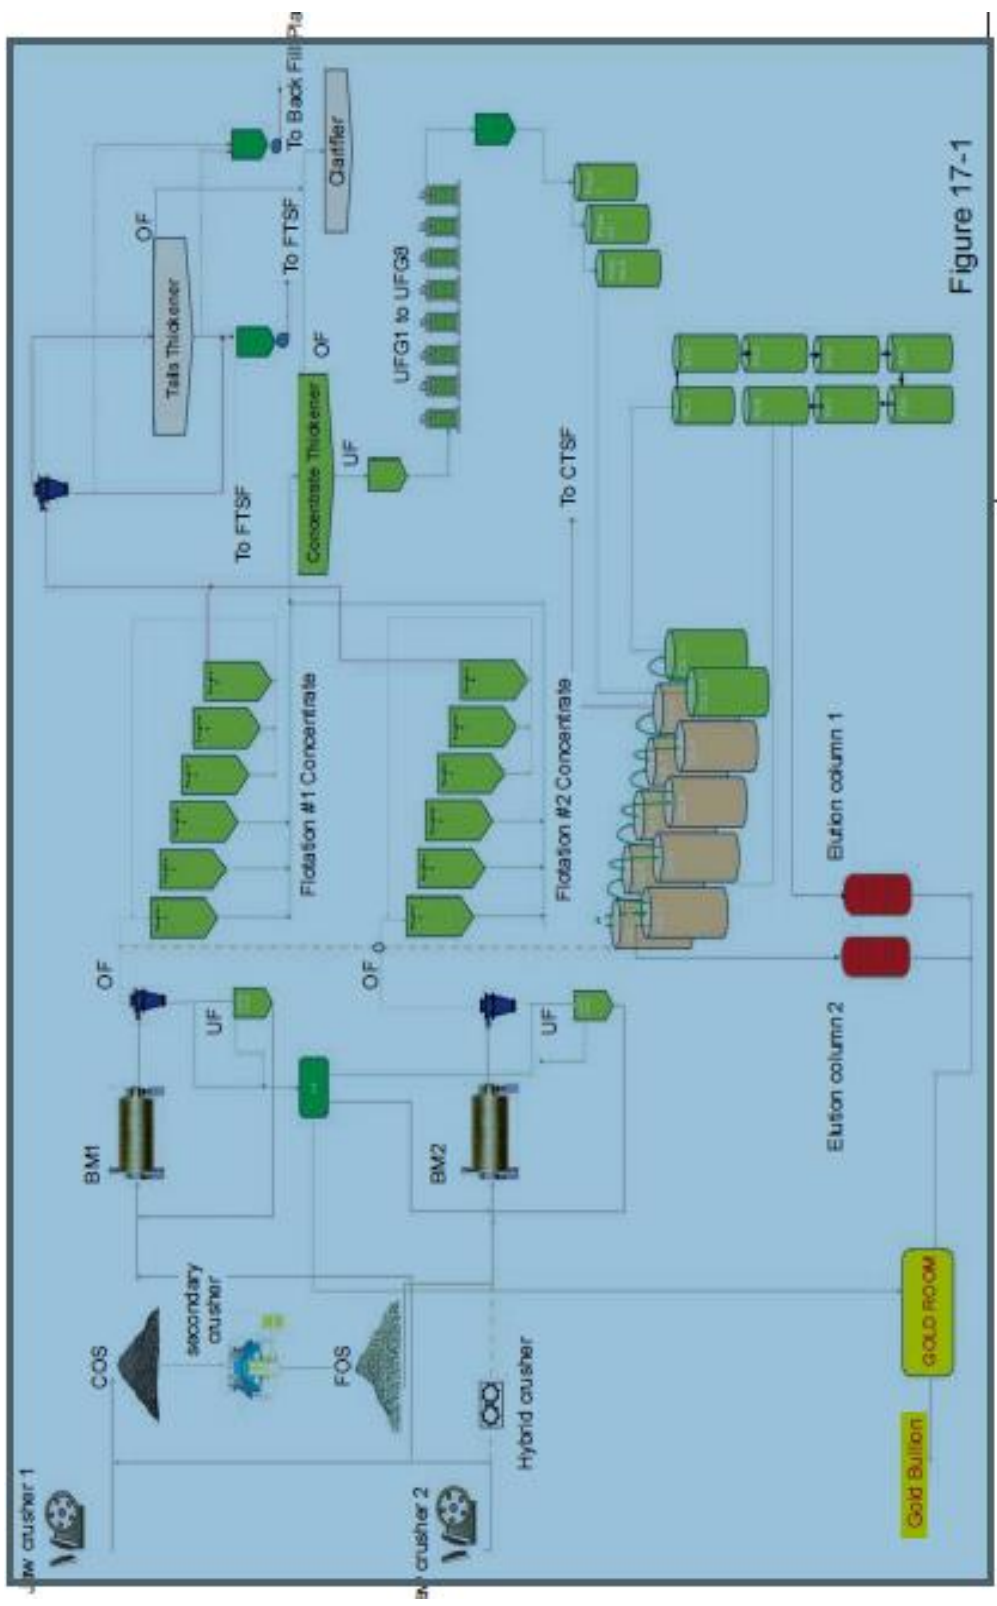 Jaw crusher 1
COS
secondary
crusher
FOS
Jaw crusher 2
Hybrid crusher
BM1
OF
UF
BM2
OF
UF
Flotation #1 Concentrate
Flotation #2 Concentrate
To FTSF
Tails Thickener
OF
To FTSF
To Back Fill Pla
Clarifier
Concentrate Thickener
OF
UF
UFG1 to UFG8
To CTSF
Elution column 1
Elution column 2
GOLD ROOM
Gold Bullion
Figure 17-1